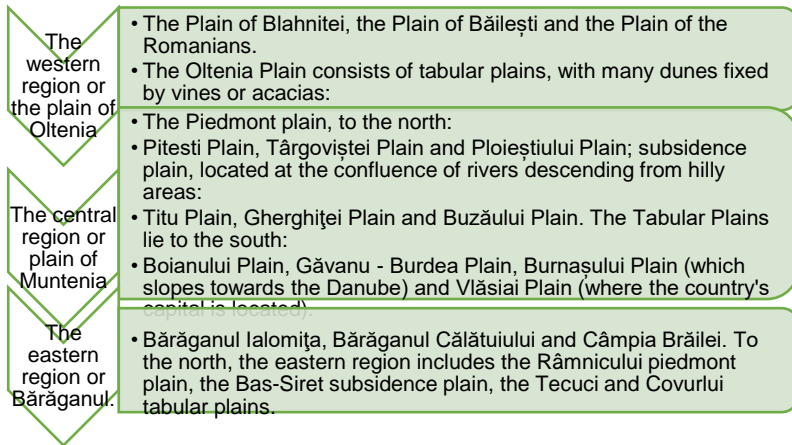 The
western
region or
the plain of
Oltenia
• The Plain of Blahnitei, the Plain of Băilești and the Plain of the
Romanians.
• The Oltenia Plain consists of tabular plains, with many dunes fixed
by vines or acacias:
The central
region or
plain of
Muntenia
• The Piedmont plain, to the north:
• Pitesti Plain, Târgoviștei Plain and Ploieștiului Plain; subsidence
plain, located at the confluence of rivers descending from hilly
areas:
• Titu Plain, Gherghiţei Plain and Buzăului Plain. The Tabular Plains
lie to the south:
• Boianului Plain, Găvanu - Burdea Plain, Burnașului Plain (which
slopes towards the Danube) and Vlăsiai Plain (where the country's
capital is located).
The
eastern
region or
Bărăganul.
• Bărăganul Ialomiţa, Bărăganul Călătuiului and Câmpia Brăilei. To
the north, the eastern region includes the Râmnicului piedmont
plain, the Bas-Siret subsidence plain, the Tecuci and Covurlui
tabular plains.